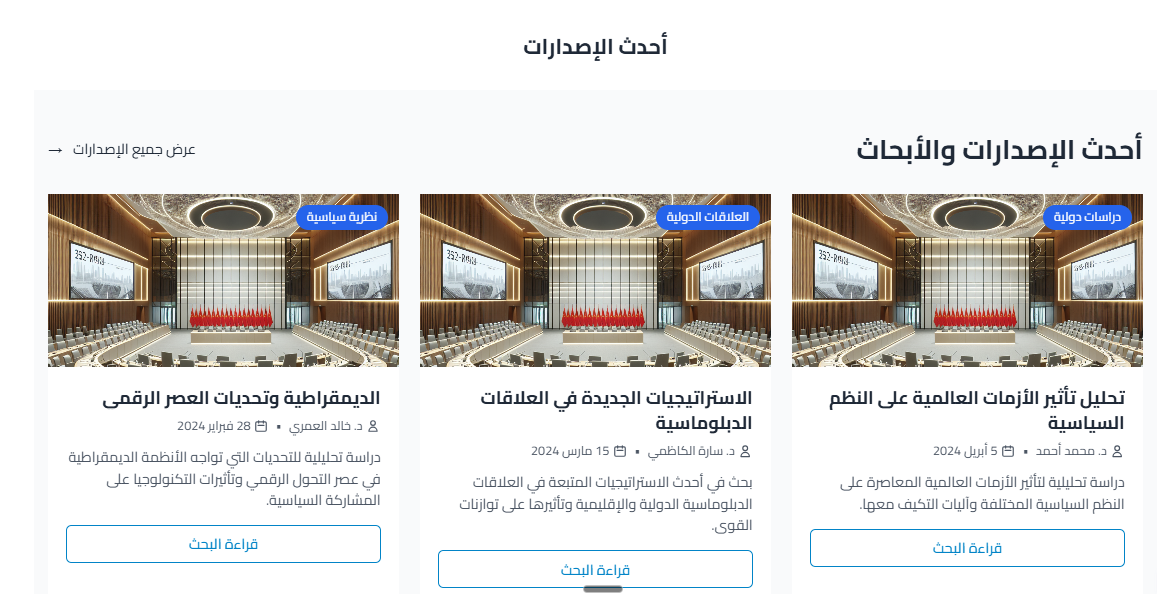 أحدث الإصدارات
أحدث الإصدارات والأبحاث
عرض جميع الإصدارات →
دراسات دولية
تحليل تأثير الأزمات العالمية على النظم
السياسية
د. محمد أحمد • 5 أبريل 2024
دراسة تحليلية لتأثير الأزمات العالمية المعاصرة على
النظم السياسية المختلفة وآليات التكيف معها.
قراءة البحث
العلاقات الدولية
الاستراتيجيات الجديدة في العلاقات
الدبلوماسية
د. سارة الكاظمي • 15 مارس 2024
بحث في أحدث الاستراتيجيات المتبعة في العلاقات
الدبلوماسية الدولية والإقليمية وتأثيرها على توازنات
القوى.
قراءة البحث
نظرية سياسية
الديمقراطية وتحديات العصر الرقمي
د. خالد العمري • 28 فبراير 2024
دراسة تحليلية للتحديات التي تواجه الأنظمة الديمقراطية
في عصر التحول الرقمي وتأثيرات التكنولوجيا على
المشاركة السياسية.
قراءة البحث